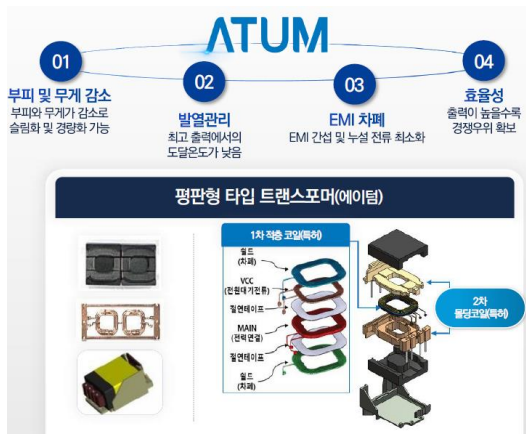 ATUM
01
부피 및 무게 감소
부피와 무게가 감소로
슬림화 및 경량화 가능
02
발열관리
최고 출력에서의
도달온도가 낮음
03
EMI 차폐
EMI 간섭 및 누설 전류 최소화
04
효율성
출력이 높을수록
경쟁우위 확보
평판형 타입 트랜스포머(에이텀)
1차 적층 코일(특허)
쉴드
(차폐)
VCC
(전원대기전류)
절연테이프
MAIN
(전력연결)
절연테이프
쉴드
(차폐)
2차
몰딩코일(특허)